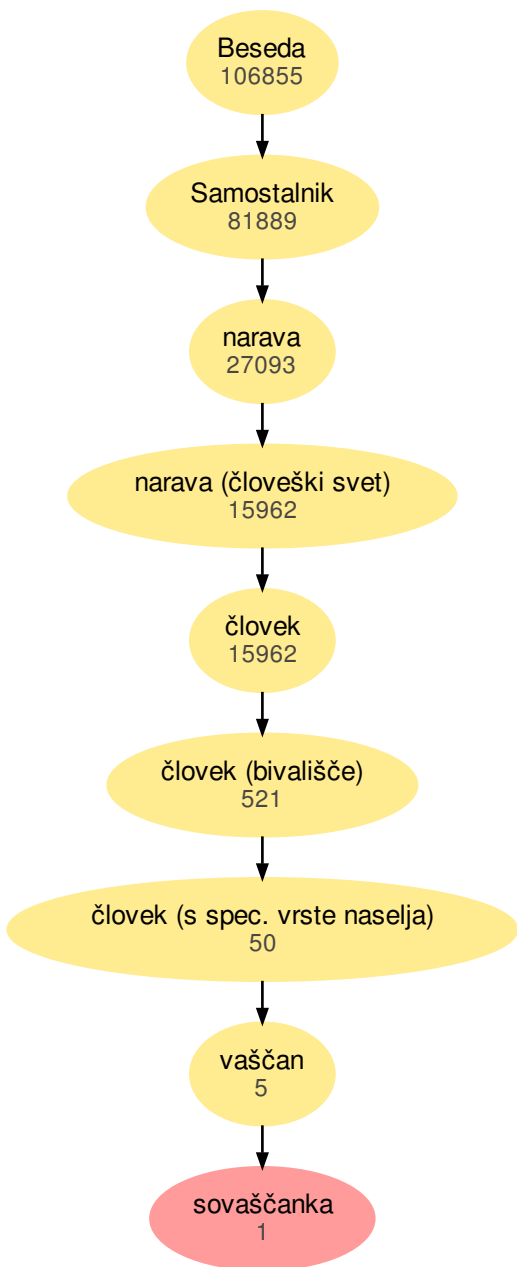 Beseda
106855
Samostalnik
81889
narava
27093
narava (človeški svet)
15962
človek
15962
človek (bivališče)
521
človek (s spec. vrste naselja)
50
vaščan
5
sovaščanka
1